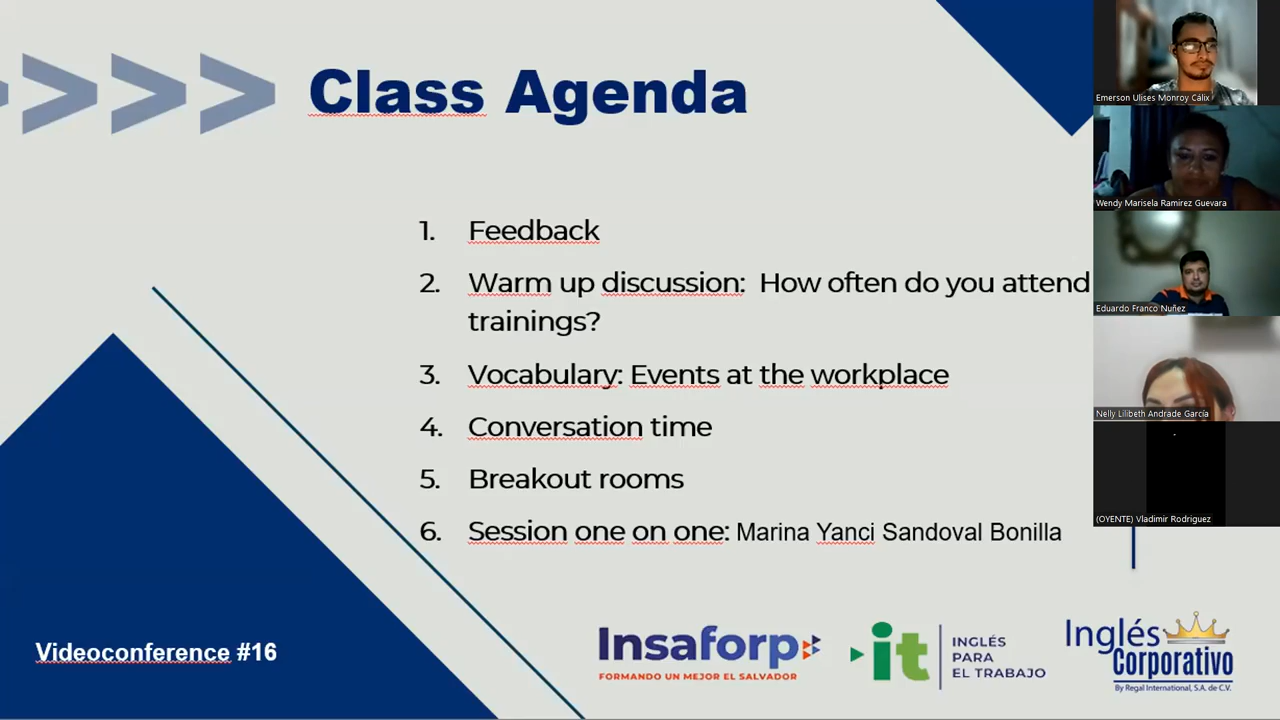 Class Agenda
1. Feedback
2. Warm up discussion: How often do you attend
trainings?
3. Vocabulary: Events at the workplace
4. Conversation time
5. Breakout rooms
6. Session one on one: Marina Yanci Sandoval Bonilla
Videoconference #16
Insaforp
FORMANDO UN MEJOR EL SALVADOR
it
INGLÉS
PARA
EL TRABAJO
Inglés
Corporativo
By Regal International, S.A. de C.V.
Emerson Ulises Monroy Cálix
Wendy Marisela Ramirez Guevara
Eduardo Franco Nuñez
Nelly Lilibeth Andrade García
(OYENTE) Vladimir Rodriguez